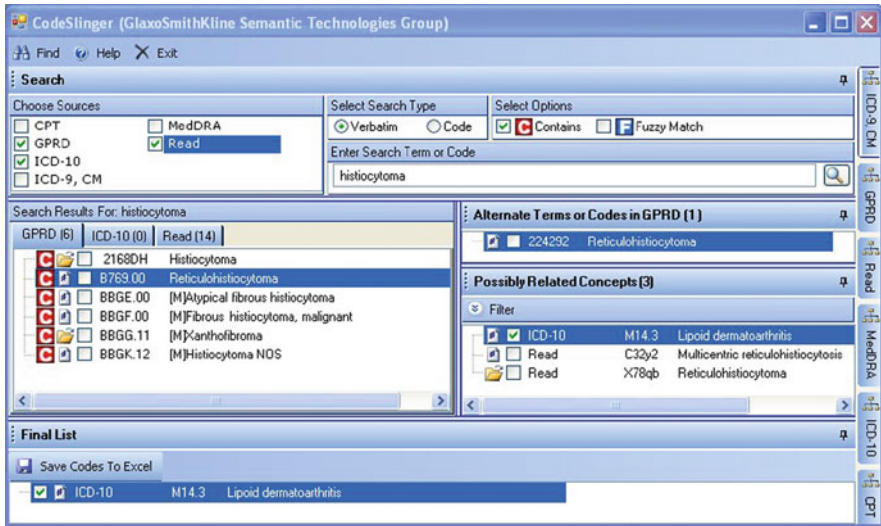 CodeSlinger (GlaxoSmithKline Semantic Technologies Group)
Find Help Exit
Search
Choose Sources
CPT MedDRA
GPRD Read
ICD-10
ICD-9, CM
Select Search Type
Verbatim Code
Select Options
C Contains F Fuzzy Match
Enter Search Term or Code
histiocytoma
Search Results For: histiocytoma
GPRD (6) ICD-10 (0) Read (14)
C 2168DH Histiocytoma
C B769.00 Reticulohistiocytoma
C BBGE.00 [M]Atypical fibrous histiocytoma
C BBGF.00 [M]Fibrous histiocytoma, malignant
C BBGG.11 [M]Xanthofibroma
C BBGK.12 [M]Histiocytoma NOS
Alternate Terms or Codes in GPRD (1)
224292 Reticulohistiocytoma
Possibly Related Concepts (3)
Filter
ICD-10 M14.3 Lipoid dermatoarthritis
Read C32y2 Multicentric reticulohistiocytosis
Read X78qb Reticulohistiocytoma
Final List
Save Codes To Excel
ICD-10 M14.3 Lipoid dermatoarthritis
ICD-9, CM
GPRD
Read
MedDRA
ICD-10
CPT